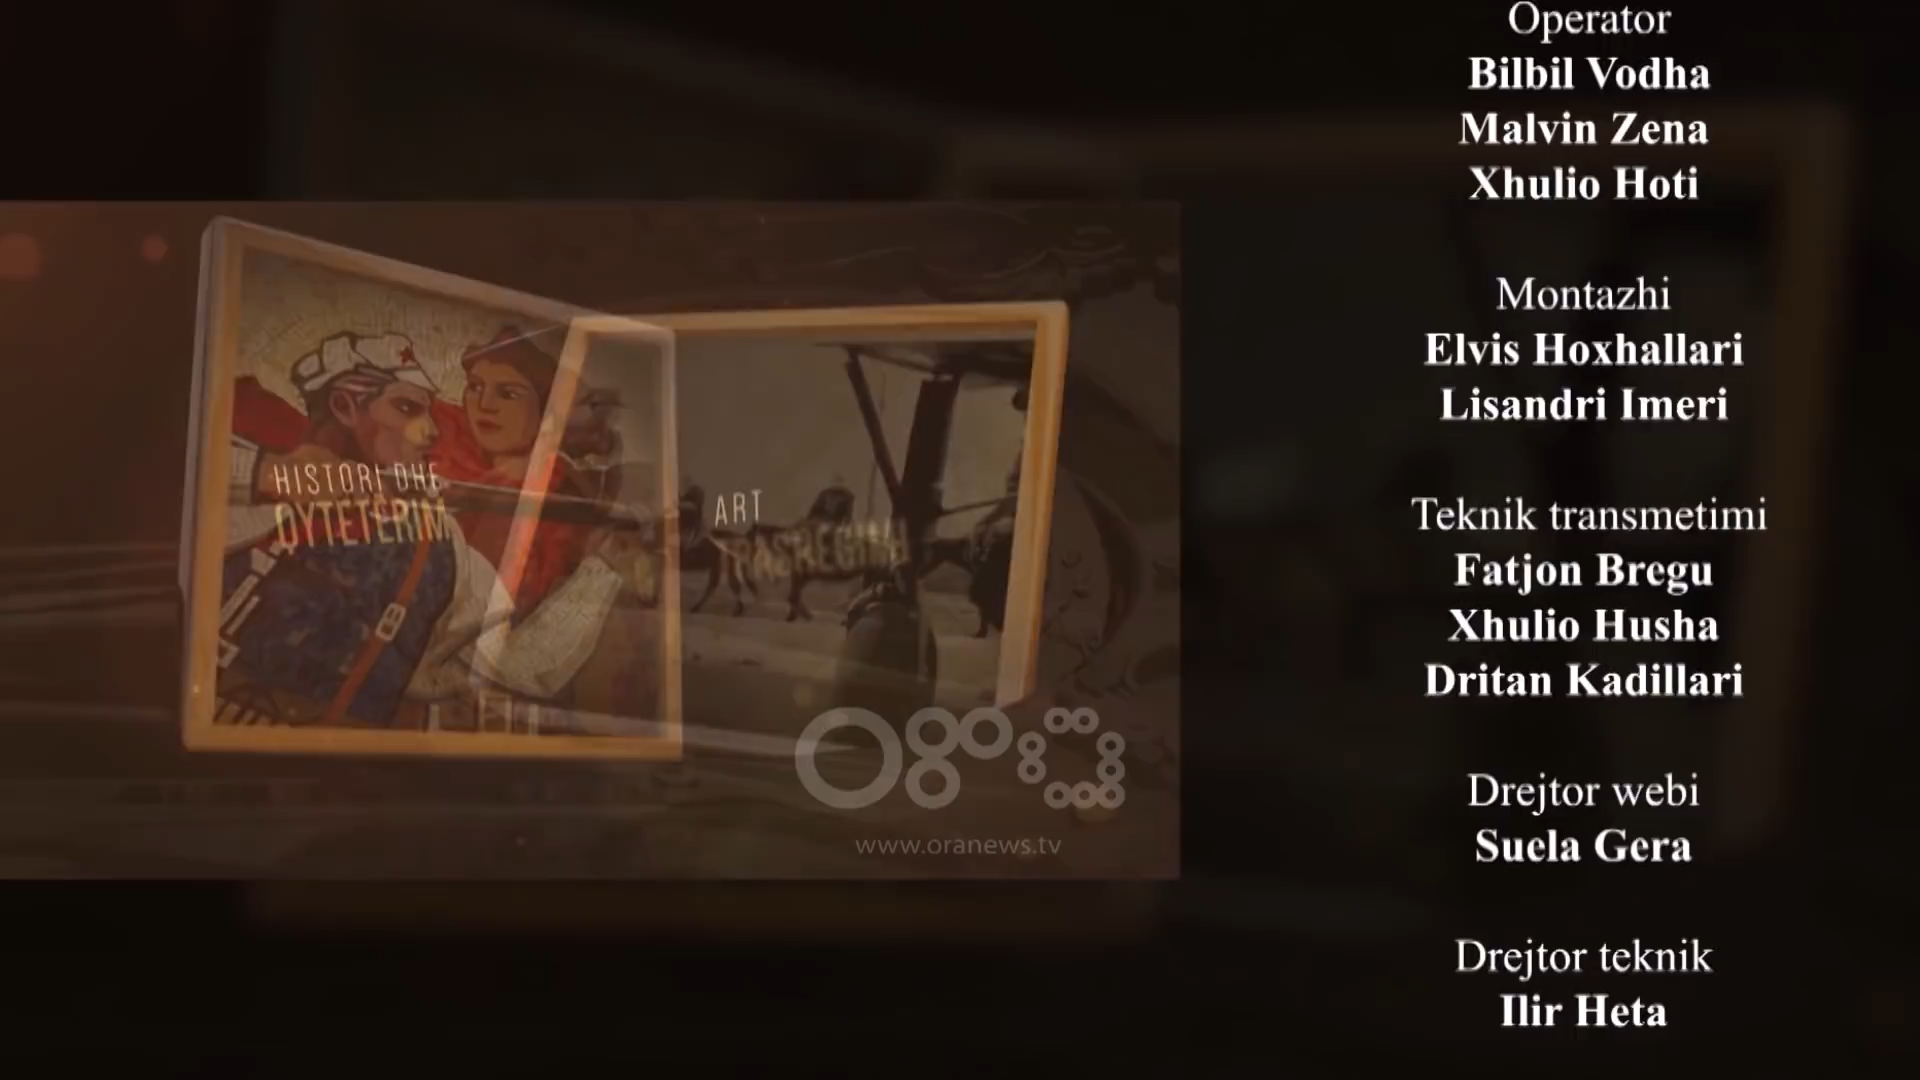 Operator
Bilbil Vodha
Malvin Zena
Xhulio Hoti
Montazhi
Elvis Hoxhallari
Lisandri Imeri
Teknik transmetimi
Fatjon Bregu
Xhulio Husha
Dritan Kadillari
Drejtor webi
Suela Gera
Drejtor teknik
Ilir Heta
HISTORI DHE
QYTETËRIM
ART
ora
www.oranews.tv